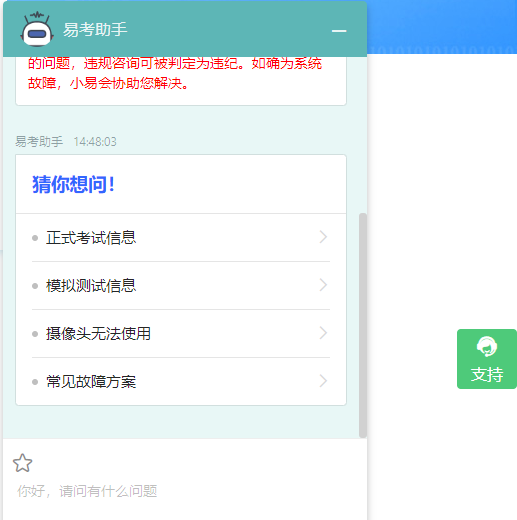 易考助手
的问题，违规咨询可被判定为违纪。如确为系统
故障，小易会协助您解决。
易考助手 14:48:03
猜你想问！
正式考试信息
模拟测试信息
摄像头无法使用
常见故障方案
支持
你好，请问有什么问题